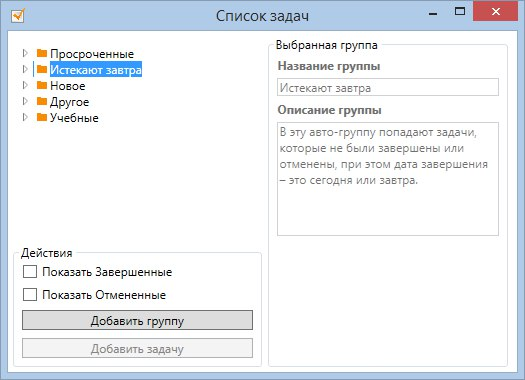 Список задач
Просроченные
Истекают завтра
Новое
Другое
Учебные
Действия
Показать Завершенные
Показать Отмененные
Добавить группу
Добавить задачу
Выбранная группа
Название группы
Истекают завтра
Описание группы
В эту авто-группу попадают задачи,
которые не были завершены или
отменены, при этом дата завершения
– это сегодня или завтра.